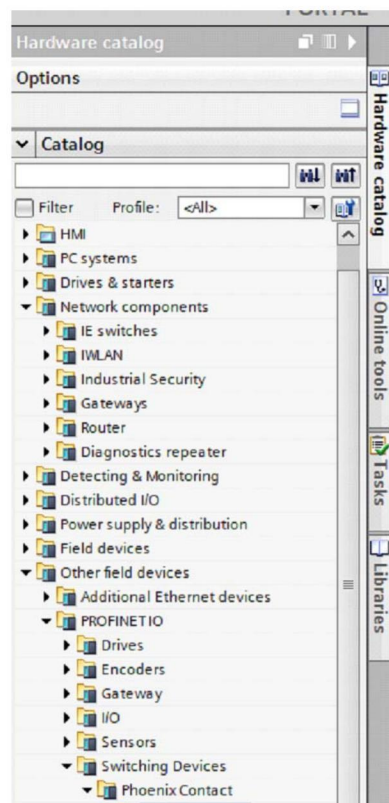 PORTAL
Hardware catalog
Options
Catalog
Filter Profile: <All>
HMI
PC systems
Drives & starters
Network components
IE switches
IWLAN
Industrial Security
Gateways
Router
Diagnostics repeater
Detecting & Monitoring
Distributed I/O
Power supply & distribution
Field devices
Other field devices
Additional Ethernet devices
PROFINET IO
Drives
Encoders
Gateway
I/O
Sensors
Switching Devices
Phoenix Contact
Hardware catalog
Online tools
Tasks
Libraries